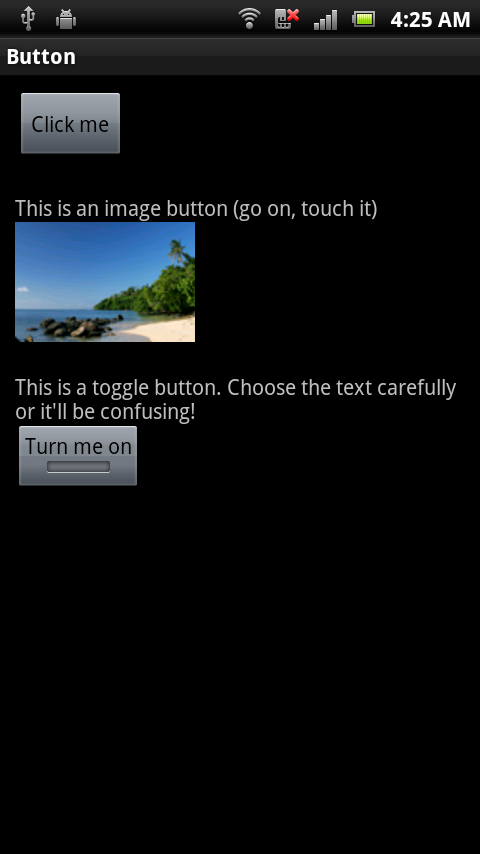 4:25 AM
Button
Click me
This is an image button (go on, touch it)
This is a toggle button. Choose the text carefully
or it'll be confusing!
Turn me on